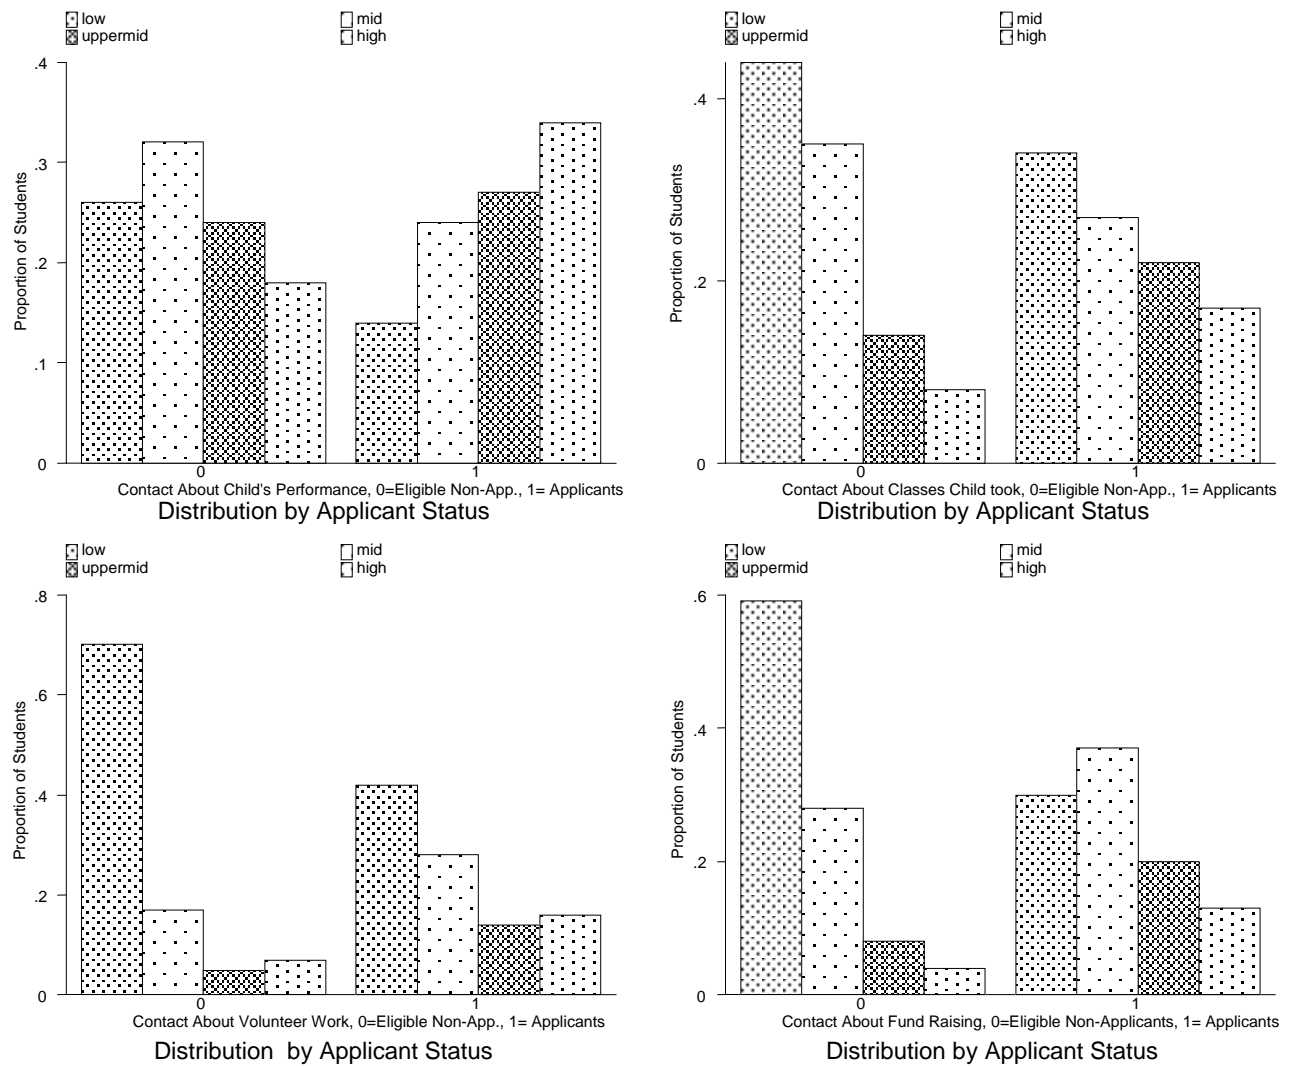 low mid
uppermid high
.4
.3
.2
.1
0
Proportion of Students
0 1
Contact About Child's Performance, 0=Eligible Non-App., 1= Applicants
Distribution by Applicant Status
low mid
uppermid high
.4
.2
0
Proportion of Students
0 1
Contact About Classes Child took, 0=Eligible Non-App., 1= Applicants
Distribution by Applicant Status
low mid
uppermid high
.8
.6
.4
.2
0
Proportion of Students
0 1
Contact About Volunteer Work, 0=Eligible Non-App., 1= Applicants
Distribution by Applicant Status
low mid
uppermid high
.6
.4
.2
0
Proportion of Students
0 1
Contact About Fund Raising, 0=Eligible Non-Applicants, 1= Applicants
Distribution by Applicant Status